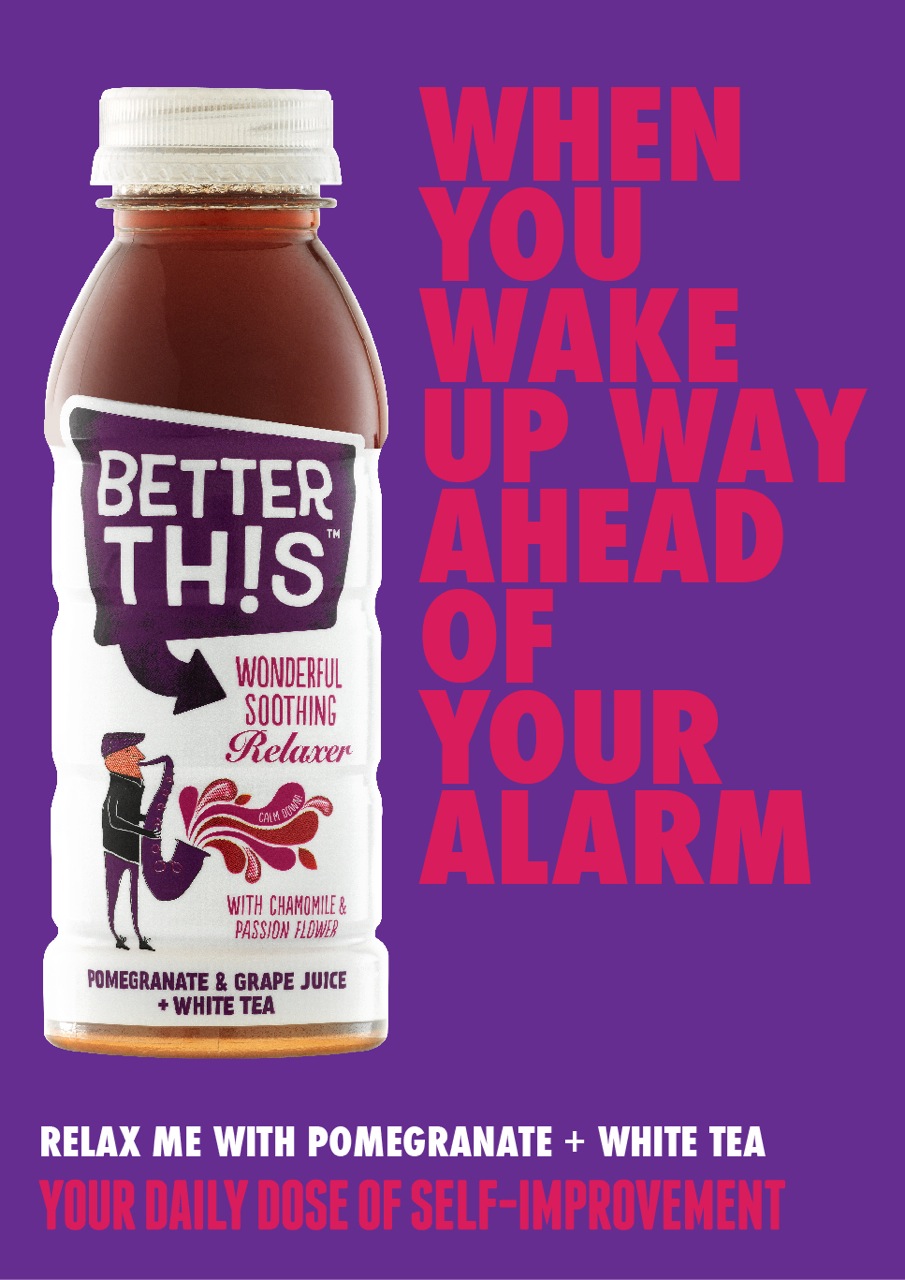 WHEN
YOU
WAKE
UP WAY
AHEAD
OF
YOUR
ALARM
BETTER
TH!S™
WONDERFUL
SOOTHING
Relaxer
CALM DOWN!
WITH CHAMOMILE &
PASSION FLOWER
POMEGRANATE & GRAPE JUICE
+ WHITE TEA
RELAX ME WITH POMEGRANATE + WHITE TEA
YOUR DAILY DOSE OF SELF-IMPROVEMENT